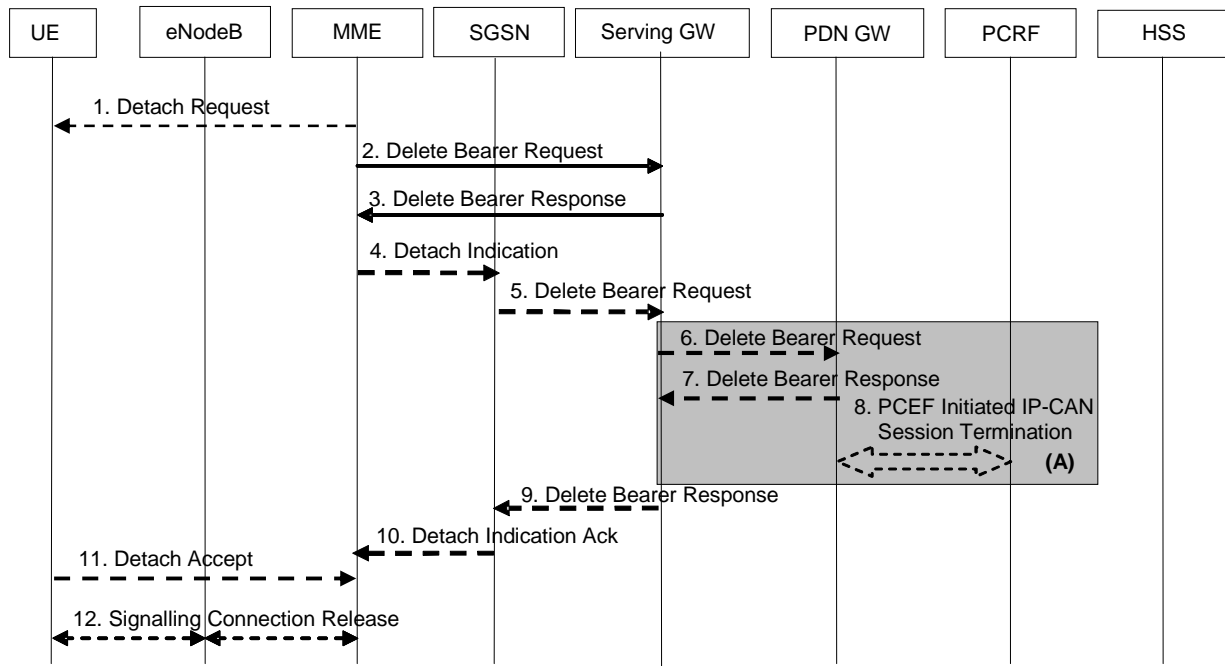 UE eNodeB MME SGSN Serving GW PDN GW PCRF HSS
1. Detach Request
2. Delete Bearer Request
3. Delete Bearer Response
4. Detach Indication
5. Delete Bearer Request
6. Delete Bearer Request
7. Delete Bearer Response
8. PCEF Initiated IP-CAN
Session Termination
(A)
9. Delete Bearer Response
10. Detach Indication Ack
11. Detach Accept
12. Signalling Connection Release